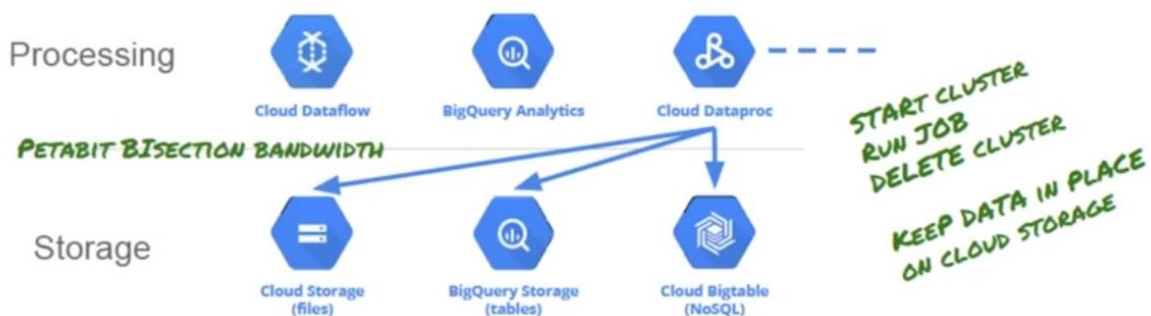 Processing
Cloud Dataflow
BigQuery Analytics
Cloud Dataproc
START CLUSTER
RUN JOB
DELETE CLUSTER
PETABIT BISECTION BANDWIDTH
KEEP DATA IN PLACE
ON CLOUD STORAGE
Storage
Cloud Storage
(files)
BigQuery Storage
(tables)
Cloud Bigtable
(NoSQL)